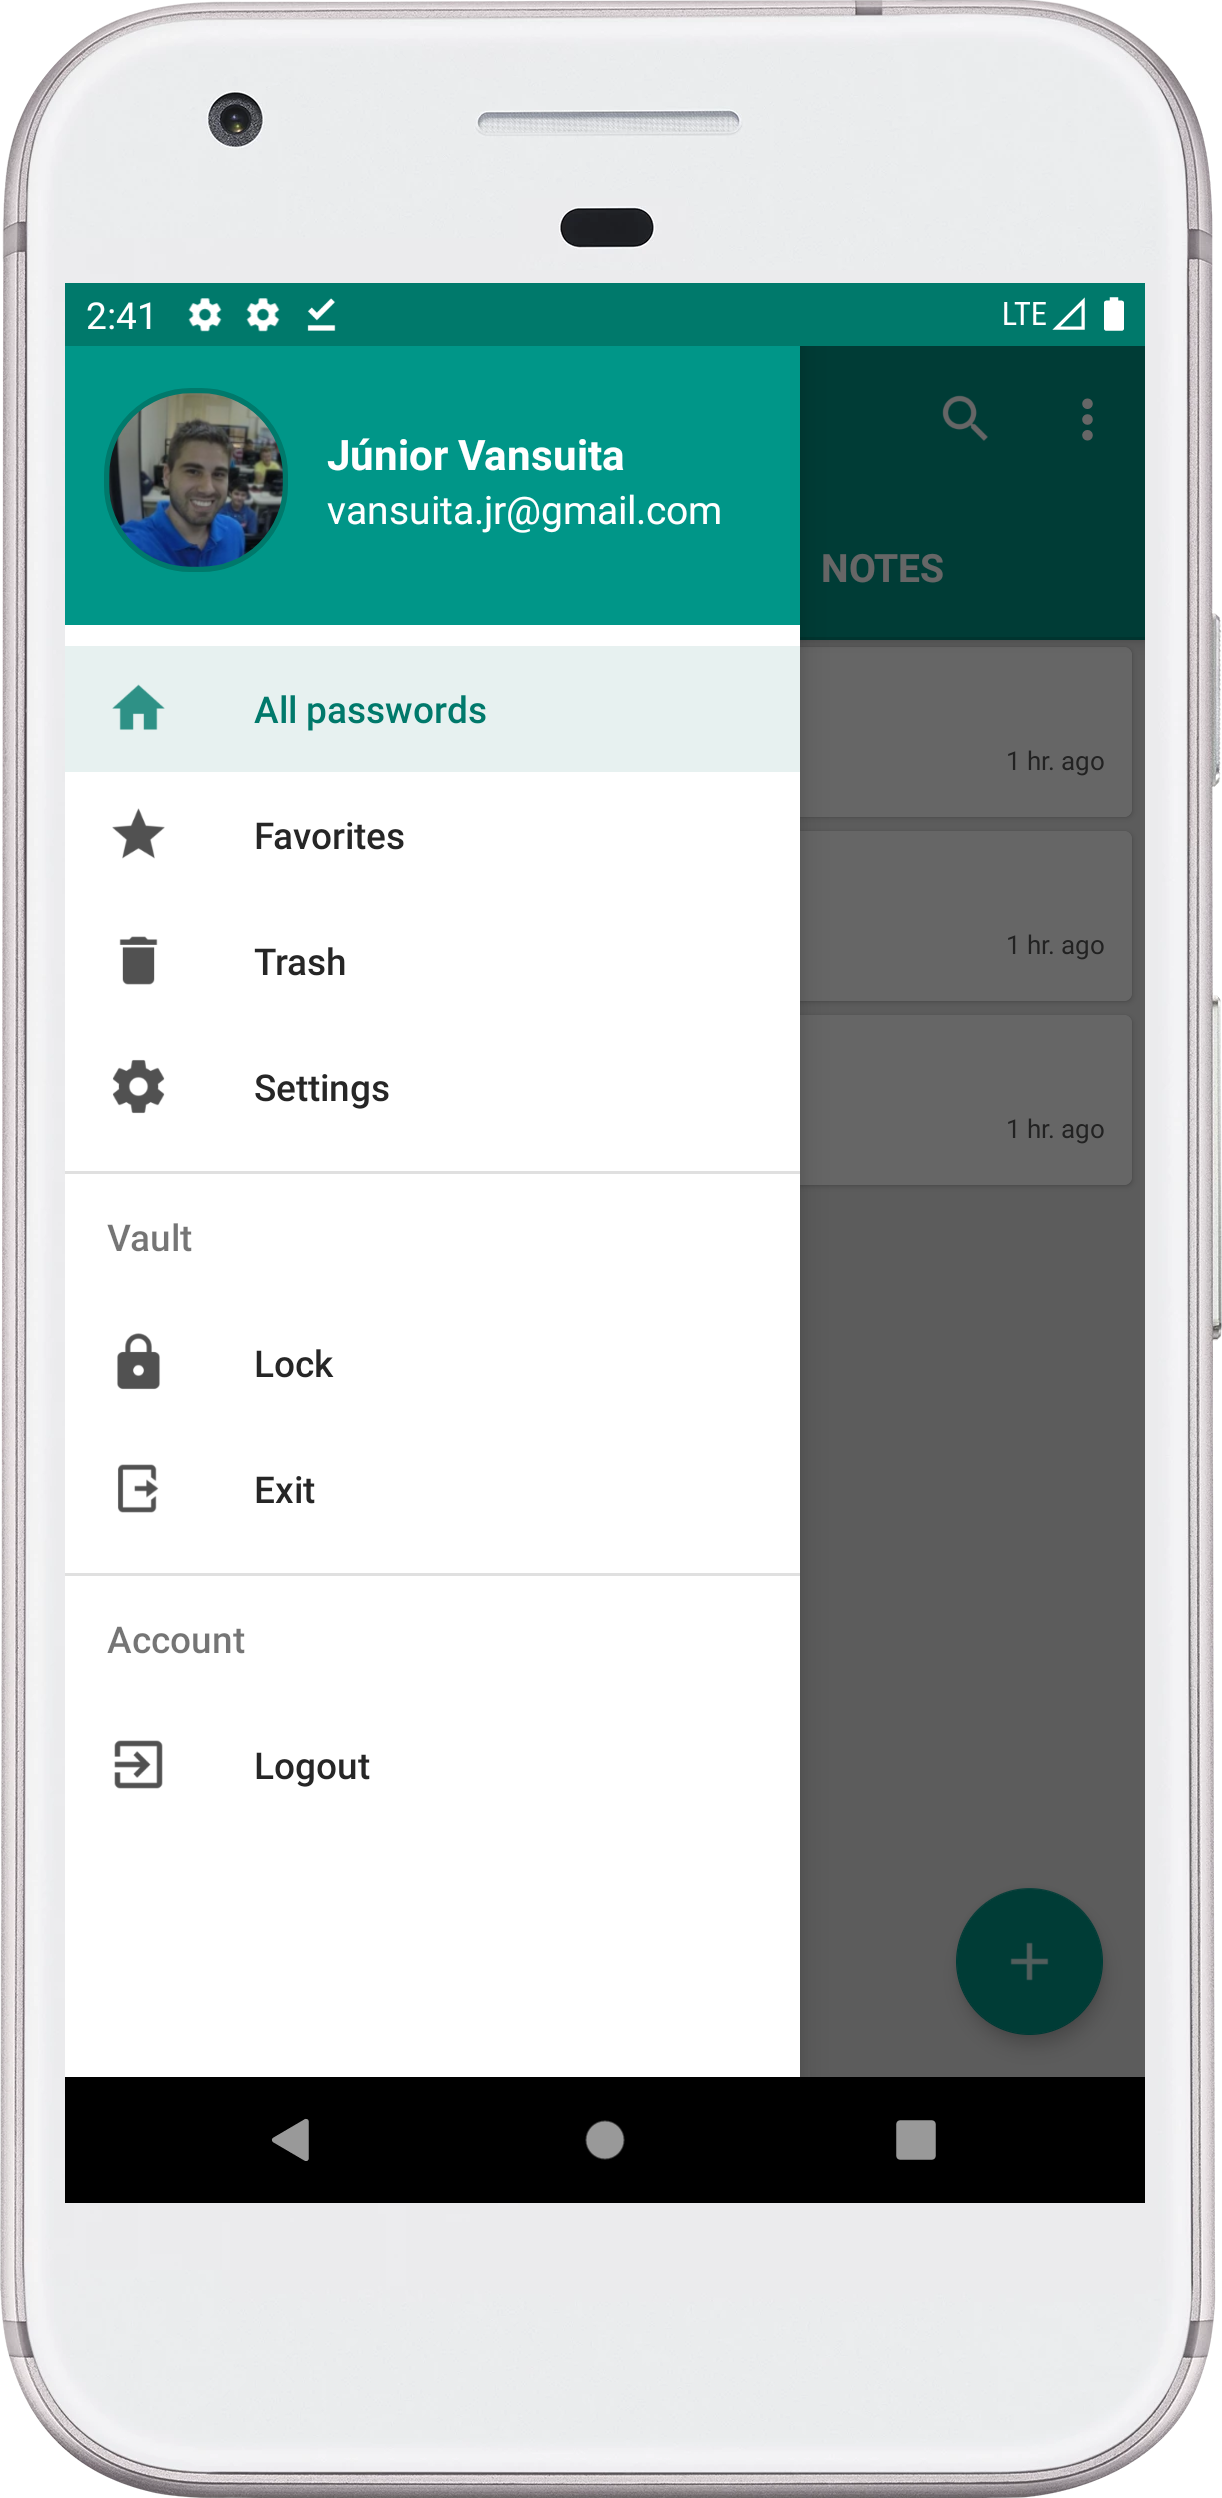 2:41
LTE
Júnior Vansuita
vansuita.jr@gmail.com
NOTES
All passwords
1 hr. ago
Favorites
1 hr. ago
Trash
Settings
1 hr. ago
Vault
Lock
Exit
Account
Logout